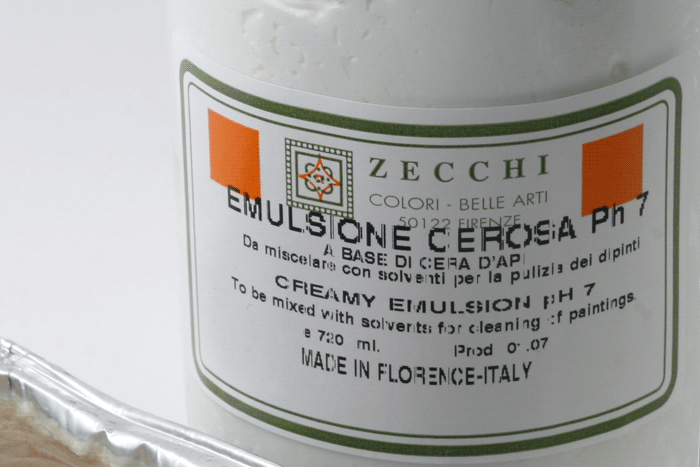 ZECCHI
COLORI - BELLE ARTI
50122 FIRENZE
EMULSIONE CEROSA Ph 7
A BASE DI CERA D'API
Da miscelare con solventi per la pulizia dei dipinti
CREAMY EMULSION pH 7
To be mixed with solvents for cleaning of paintings.
e 720 ml.
Prod
MADE IN FLORENCE-ITALY